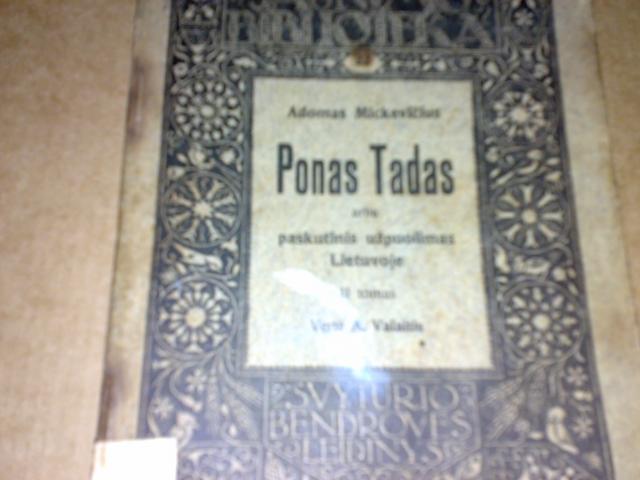 BIBLIOTEKA
Adomas Mickevičius
Ponas Tadas
arba
paskutinis užpuolimas
Lietuvoje
II tomas
Vertė A. Valaitis
ŠVYTURIO
BENDROVĖS
LEIDINYS